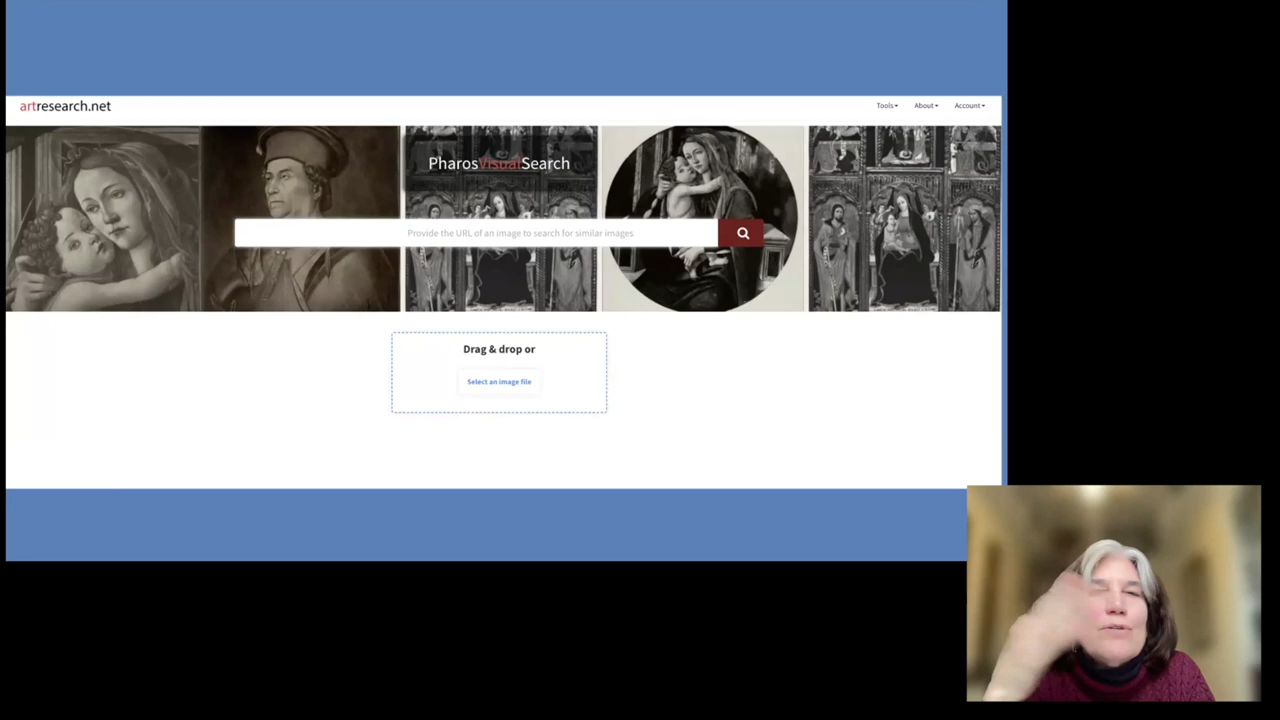 artresearch.net
Tools About Account
PharosVisualSearch
Provide the URL of an image to search for similar images
Drag & drop or
Select an image file